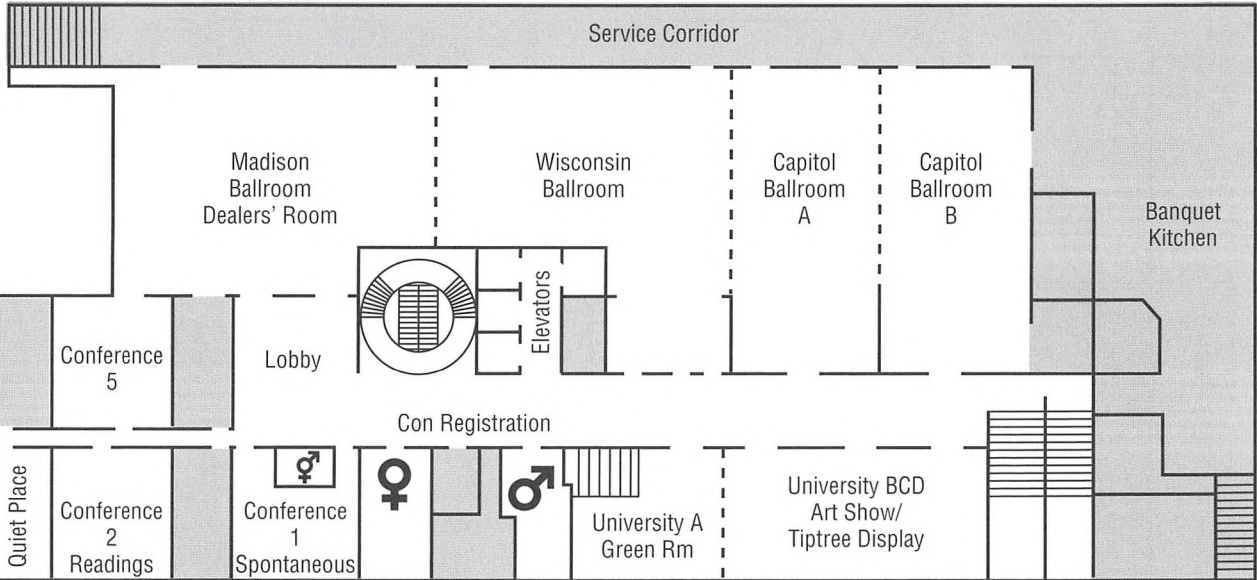 Service Corridor
Madison
Ballroom
Dealers' Room
Wisconsin
Ballroom
Capitol
Ballroom
A
Capitol
Ballroom
B
Banquet
Kitchen
Elevators
Conference
5
Lobby
Con Registration
Quiet Place
Conference
2
Readings
Conference
1
Spontaneous
University A
Green Rm
University BCD
Art Show/
Tiptree Display